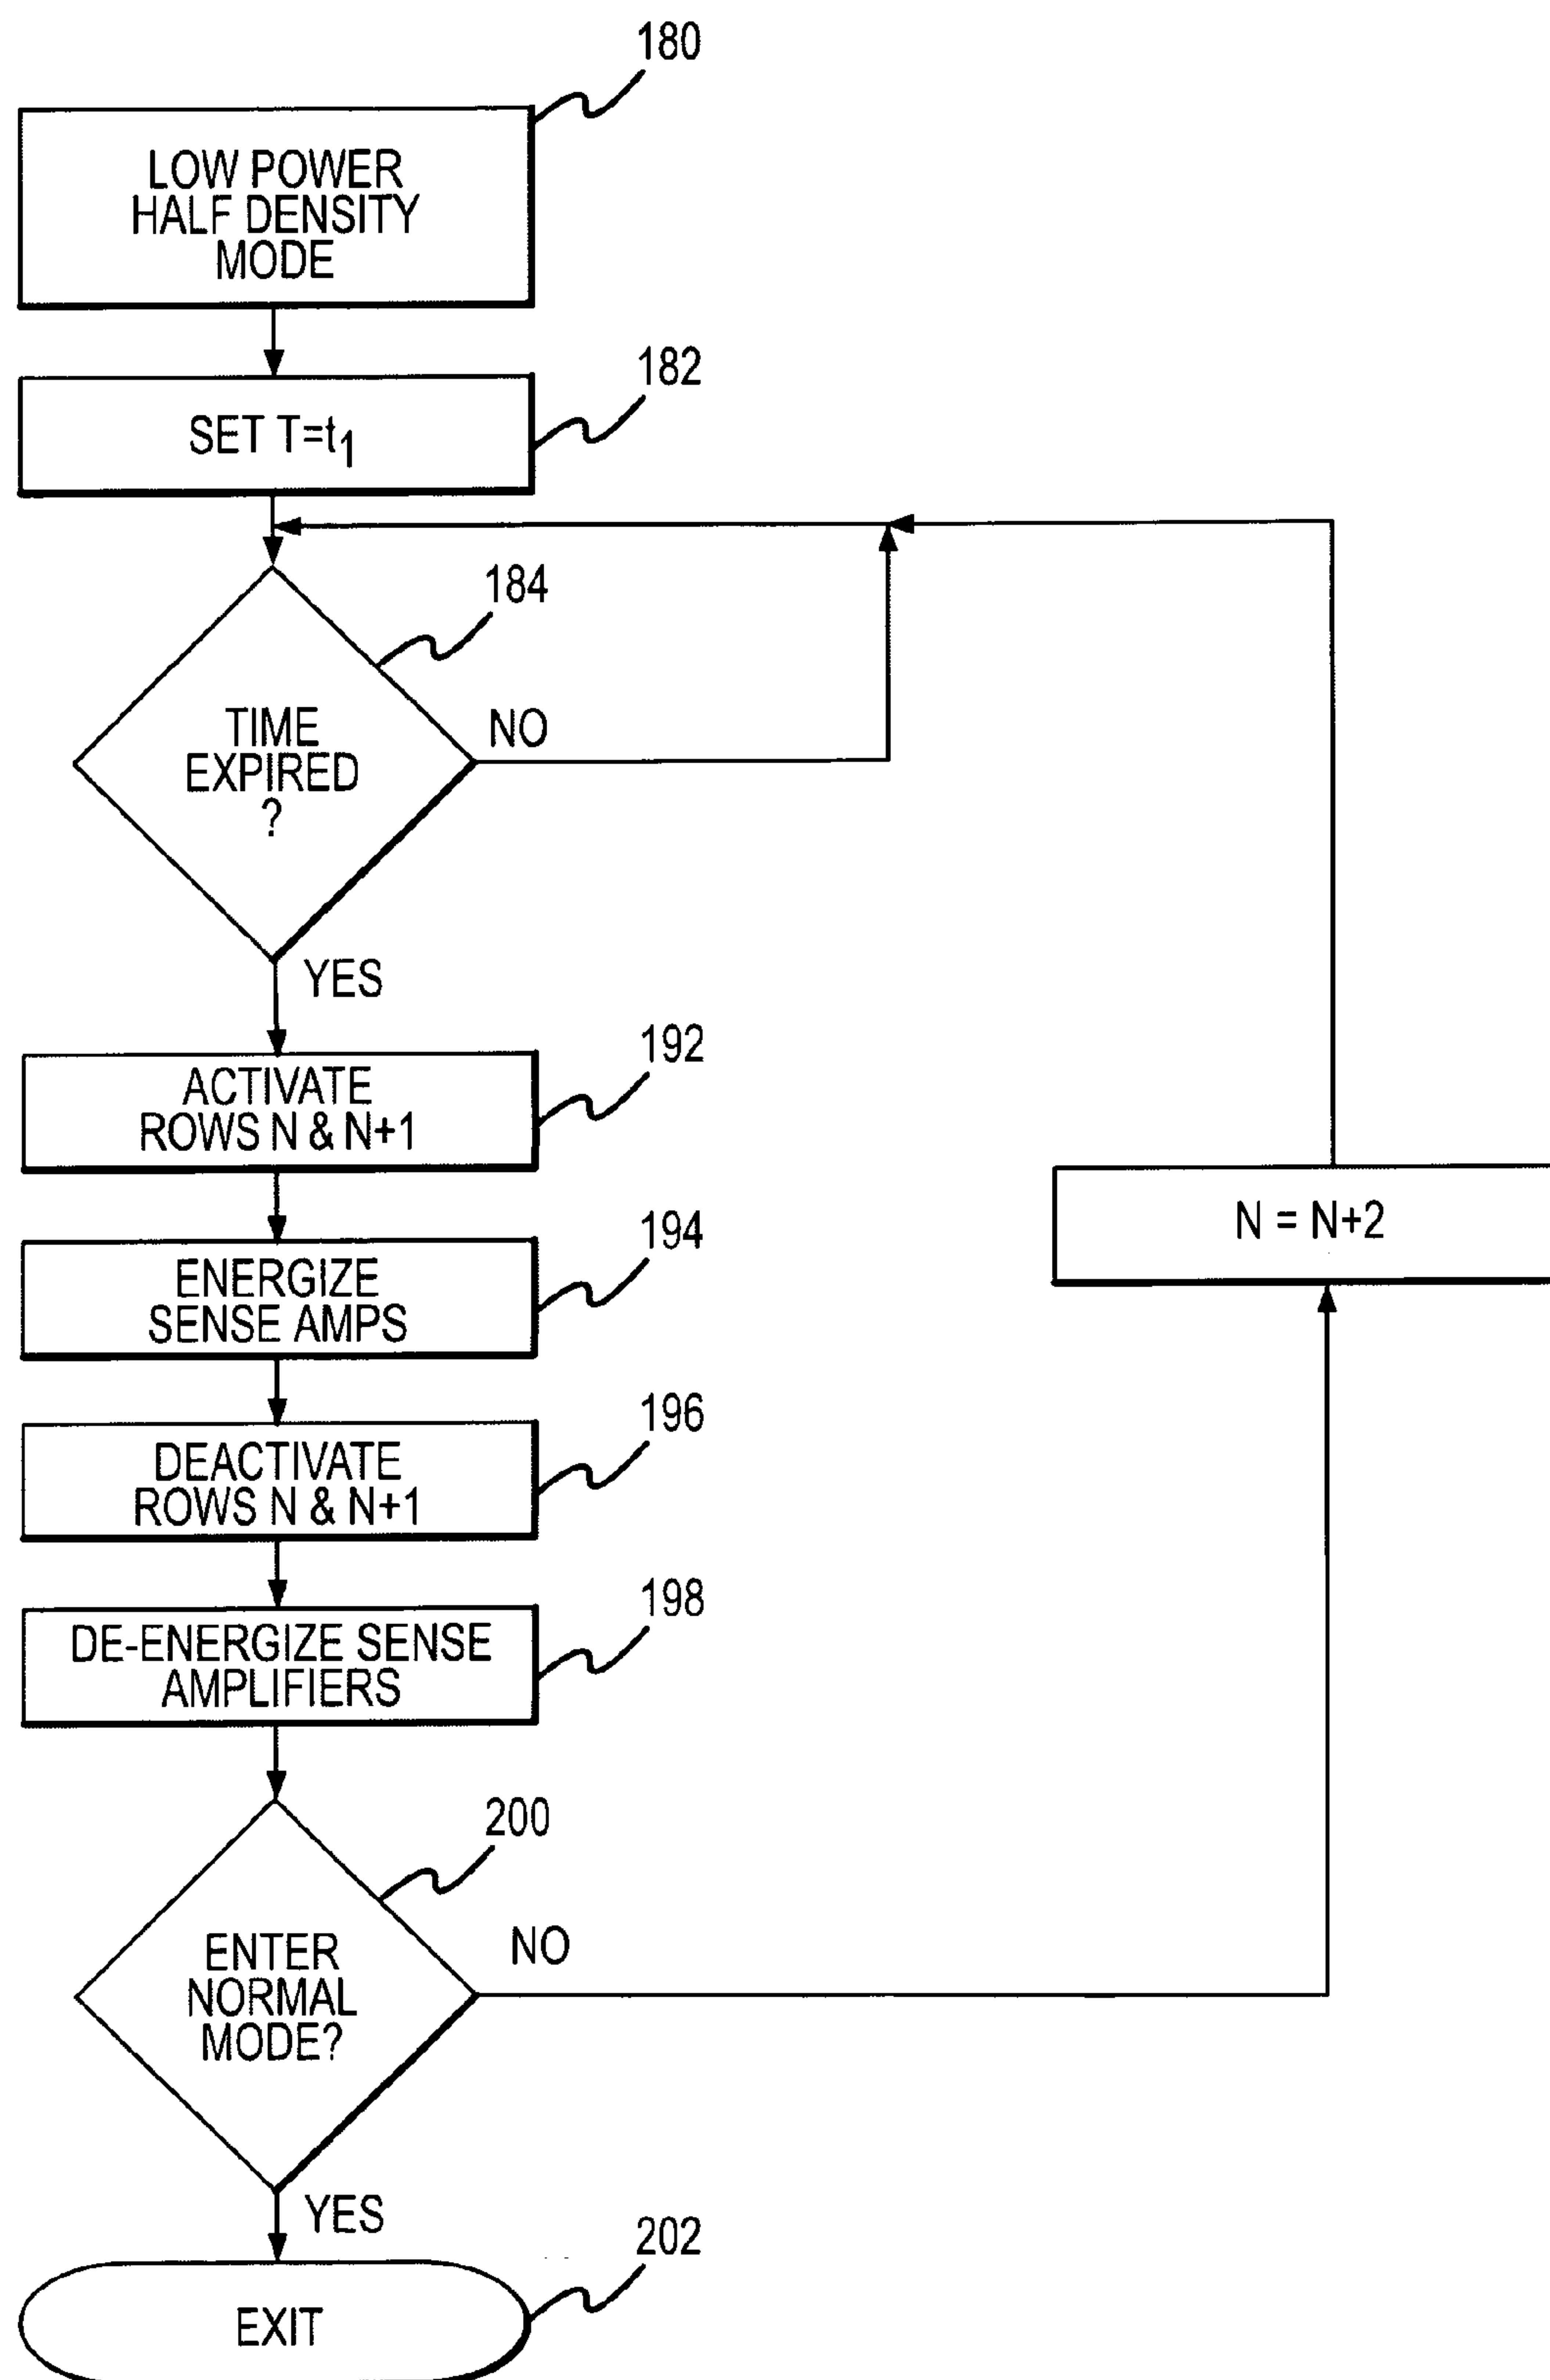 180
LOW POWER
HALF DENSITY
MODE
182
SET T=t1
184
TIME
EXPIRED
?
NO
YES
192
ACTIVATE
ROWS N & N+1
194
ENERGIZE
SENSE AMPS
N = N+2
196
DEACTIVATE
ROWS N & N+1
198
DE-ENERGIZE SENSE
AMPLIFIERS
200
ENTER
NORMAL
MODE?
NO
YES
202
EXIT